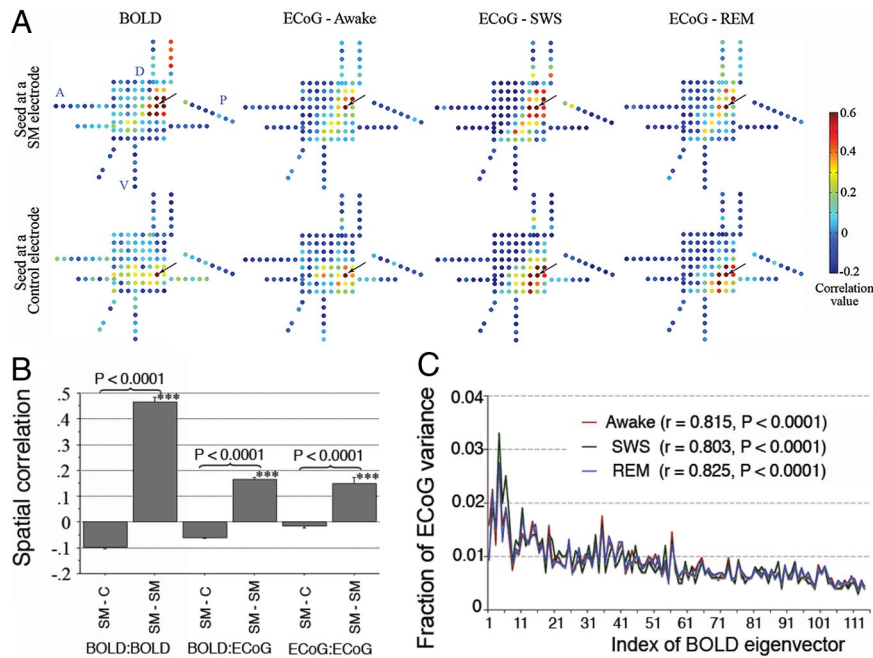 A
BOLD
ECoG - Awake
ECoG - SWS
ECoG - REM
Seed at a
SM electrode
A
D
P
V
Seed at a
Control electrode
0.6
0.4
0.2
0
-0.2
Correlation
value
B
Spatial correlation
.5
.4
.3
.2
.1
0
-.1
-.2
P < 0.0001
***
P < 0.0001
***
P < 0.0001
***
SM - C
SM - SM
SM - C
SM - SM
SM - C
SM - SM
BOLD:BOLD
BOLD:ECoG
ECoG:ECoG
C
Fraction of ECoG variance
0.04
0.03
0.02
0.01
0
Awake (r = 0.815, P < 0.0001)
SWS (r = 0.803, P < 0.0001)
REM (r = 0.825, P < 0.0001)
1 11 21 31 41 51 61 71 81 91 101 111
Index of BOLD eigenvector